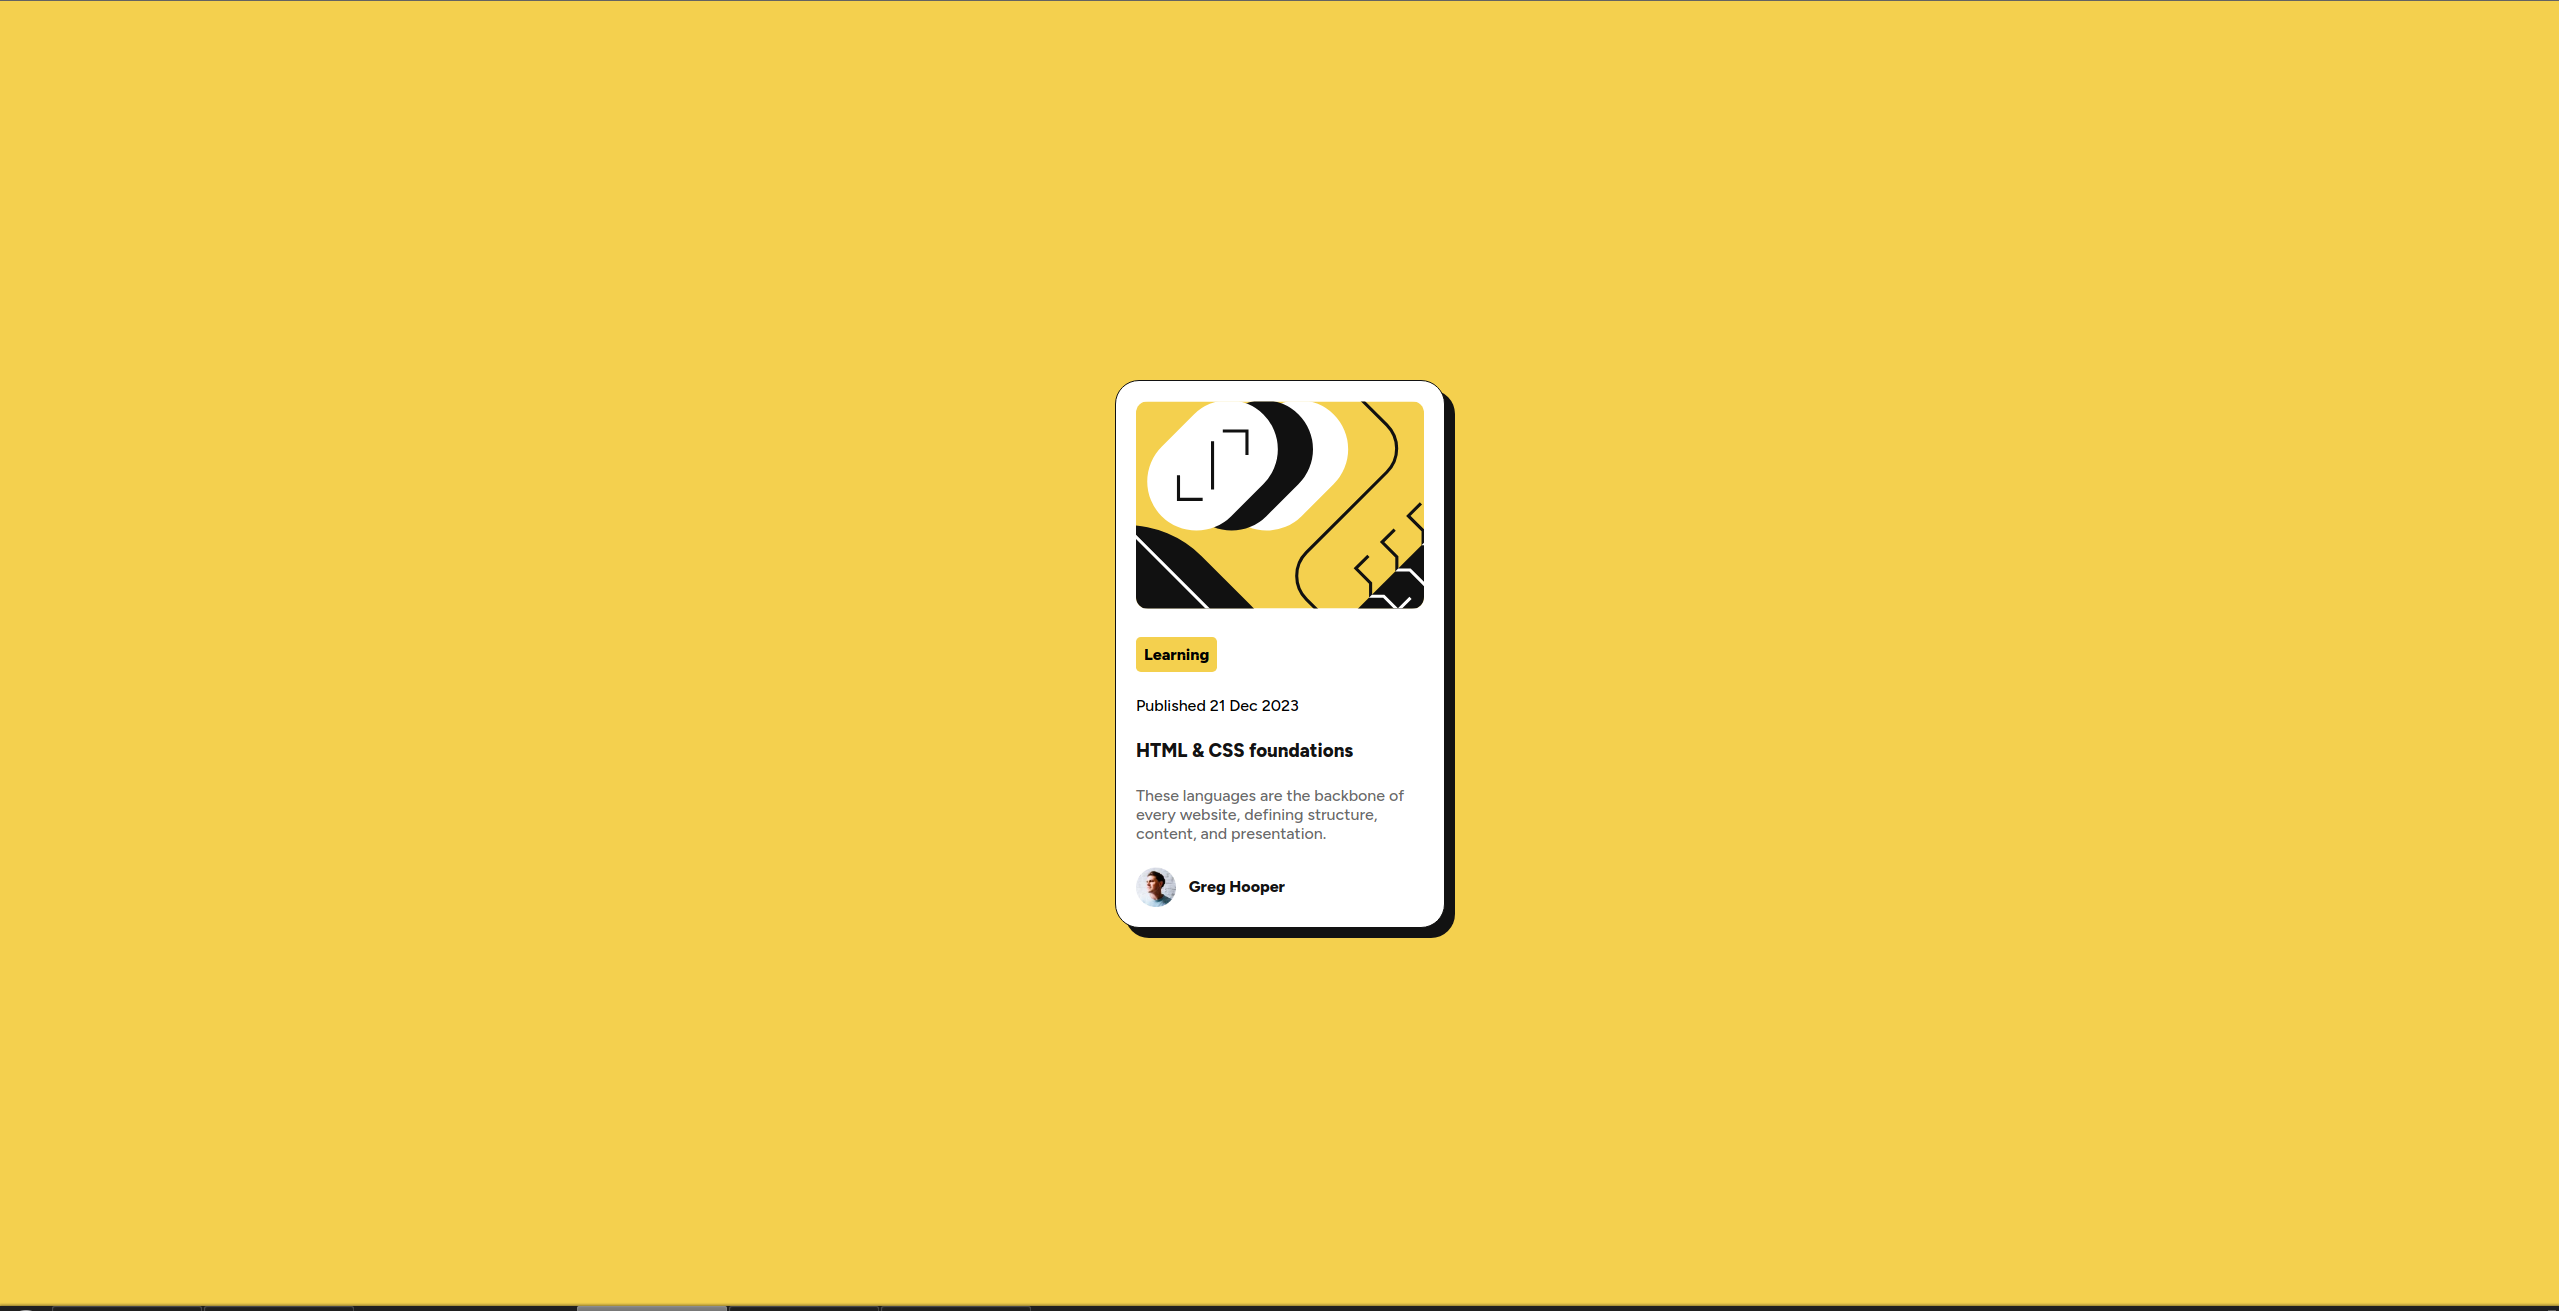 Learning
Published 21 Dec 2023
HTML & CSS foundations
These languages are the backbone of
every website, defining structure,
content, and presentation.
Greg Hooper